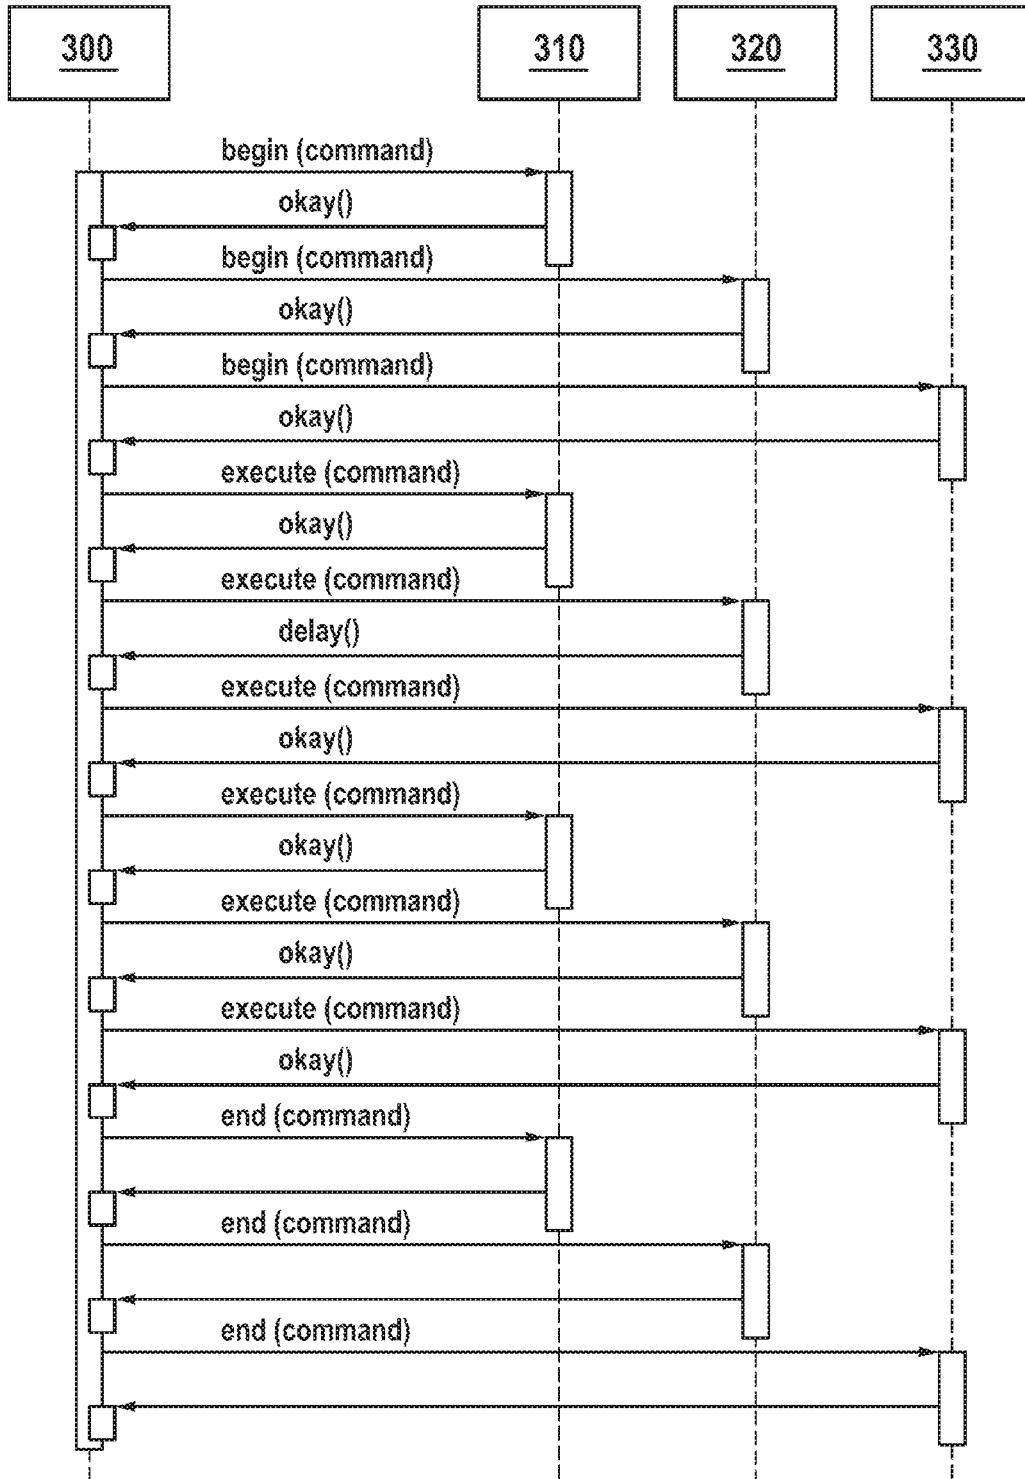 300 310 320 330
begin (command)
okay()
begin (command)
okay()
begin (command)
okay()
execute (command)
okay()
execute (command)
delay()
execute (command)
okay()
execute (command)
okay()
execute (command)
okay()
execute (command)
okay()
end (command)
end (command)
end (command)